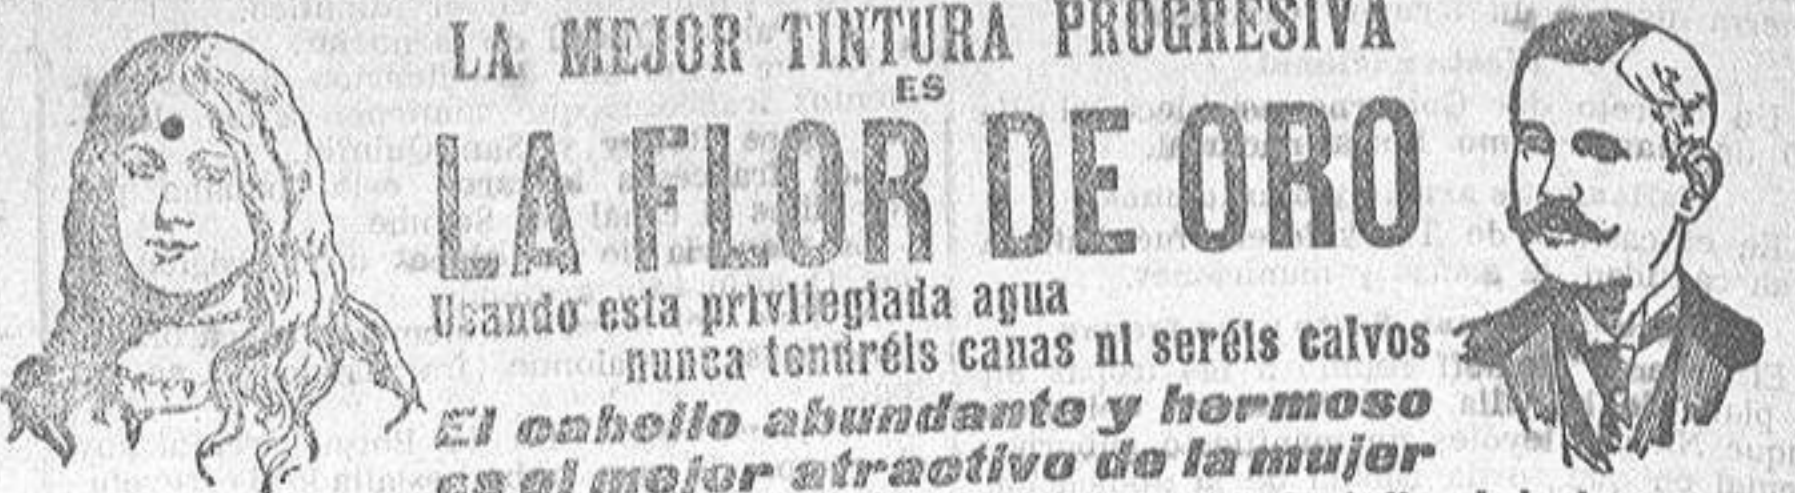 LA MEJOR TINTURA PROGRESIVA
ES
LA FLOR DE ORO
Usando esta privilegiada agua
nunca tendréis canas ni seréis calvos
El cabello abundante y hermoso
es el mejor atractivo de la mujer